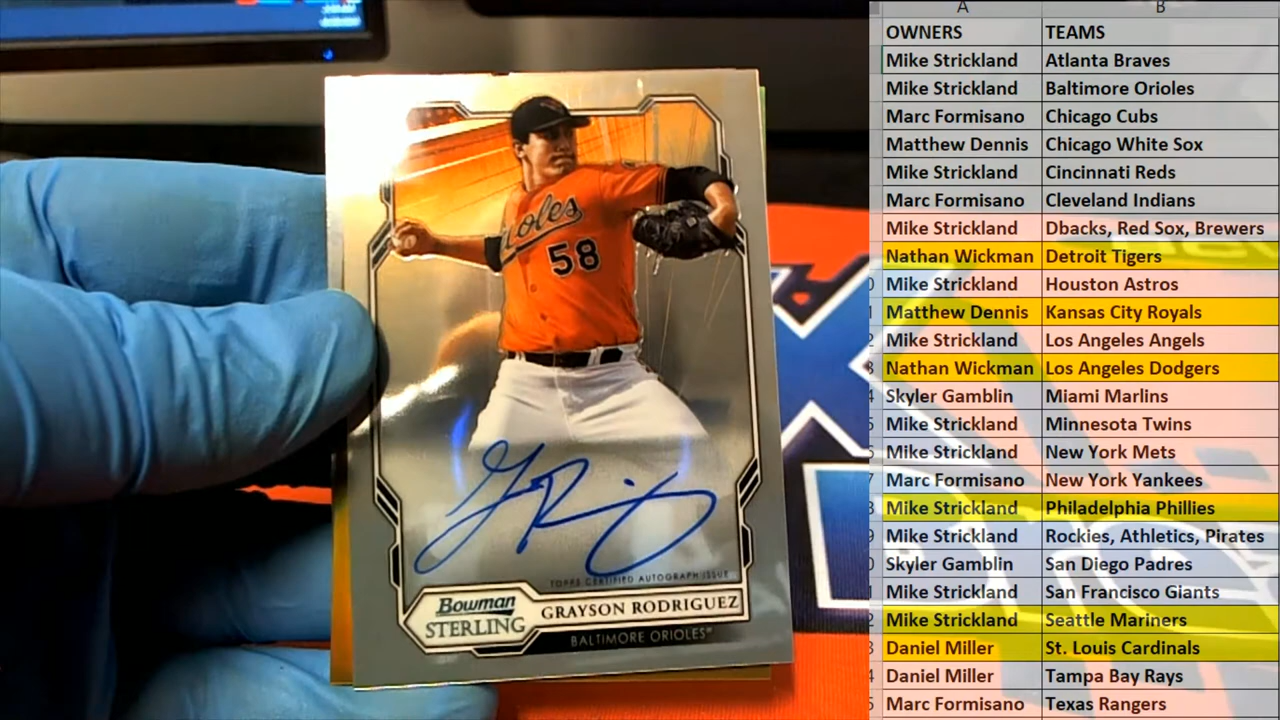 oles
58
TOPPS CERTIFIED AUTOGRAPH ISSUE
Bowman
STERLING
GRAYSON RODRIGUEZ
BALTIMORE ORIOLES
A B
OWNERS TEAMS
Mike Strickland Atlanta Braves
Mike Strickland Baltimore Orioles
Marc Formisano Chicago Cubs
Matthew Dennis Chicago White Sox
Mike Strickland Cincinnati Reds
Marc Formisano Cleveland Indians
Mike Strickland Dbacks, Red Sox, Brewers
Nathan Wickman Detroit Tigers
Mike Strickland Houston Astros
Matthew Dennis Kansas City Royals
Mike Strickland Los Angeles Angels
Nathan Wickman Los Angeles Dodgers
Skyler Gamblin Miami Marlins
Mike Strickland Minnesota Twins
Mike Strickland New York Mets
Marc Formisano New York Yankees
Mike Strickland Philadelphia Phillies
Mike Strickland Rockies, Athletics, Pirates
Skyler Gamblin San Diego Padres
Mike Strickland San Francisco Giants
Mike Strickland Seattle Mariners
Daniel Miller St. Louis Cardinals
Daniel Miller Tampa Bay Rays
Marc Formisano Texas Rangers